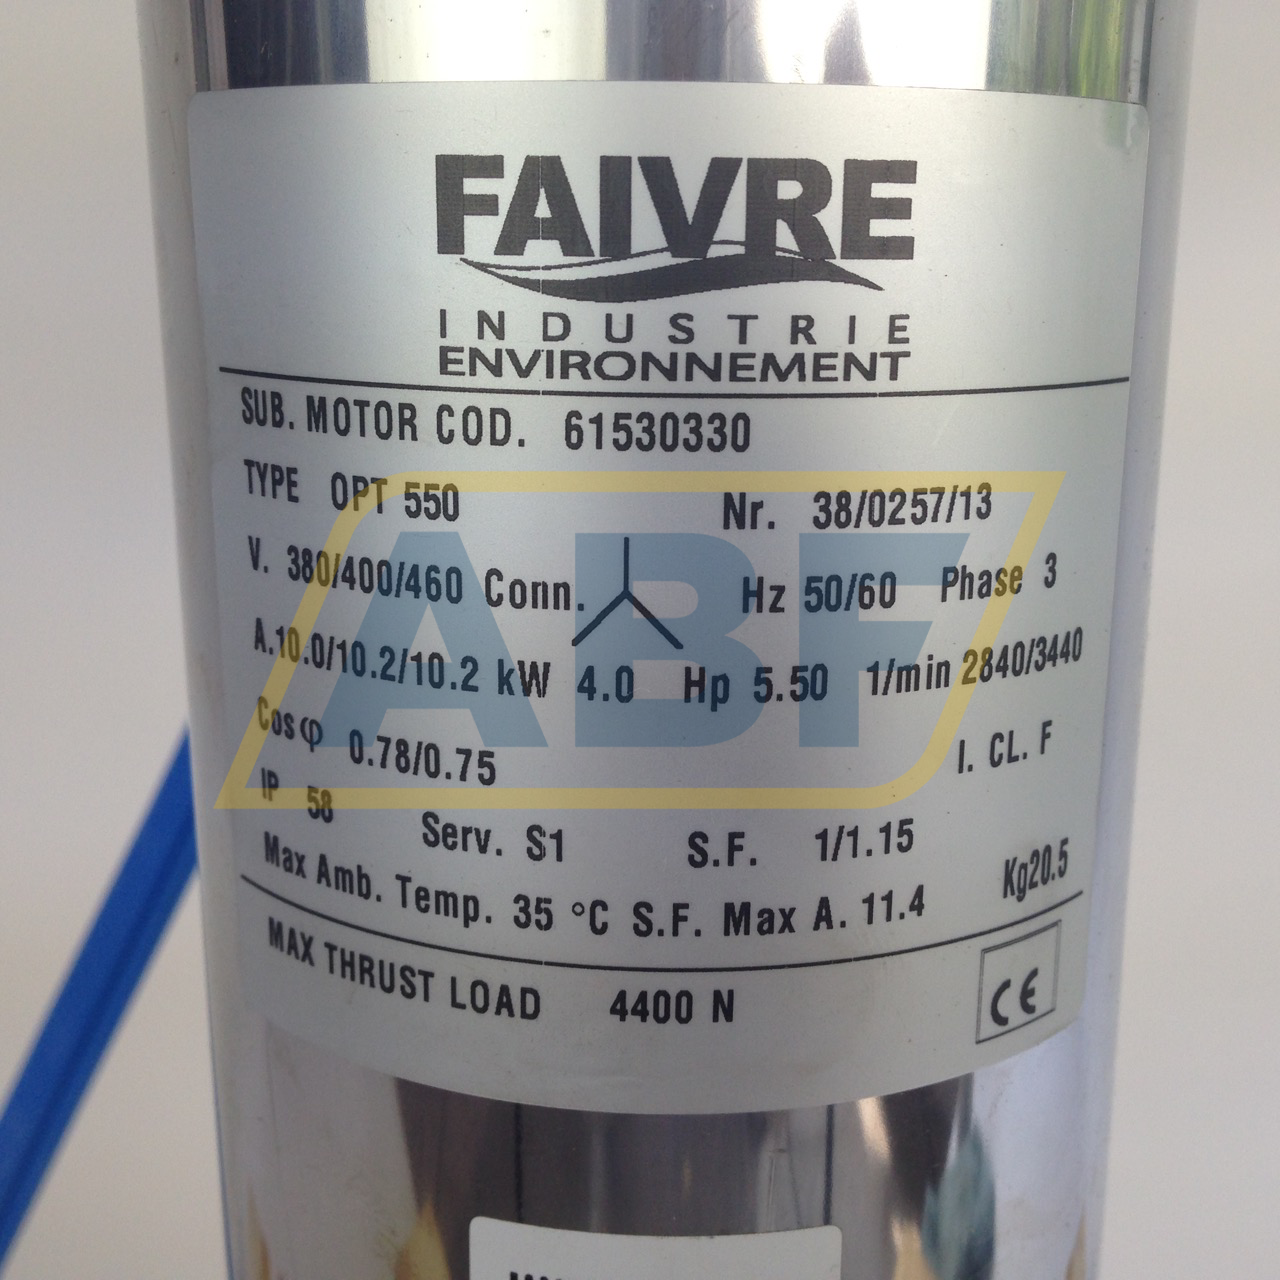 FAIVRE
INDUSTRIE
ENVIRONNEMENT
SUB. MOTOR COD. 61530330
TYPE OPT 550 Nr. 38/0257/13
V. 380/400/460 Conn. Hz 50/60 Phase 3
A.10.0/10.2/10.2 kW 4.0 Hp 5.50 1/min 2840/3440
Cosφ 0.78/0.75 I. CL. F
IP 58 Serv. S1 S.F. 1/1.15
Max Amb. Temp. 35 °C S.F. Max A. 11.4 Kg20.5
MAX THRUST LOAD 4400 N
CE
ABF